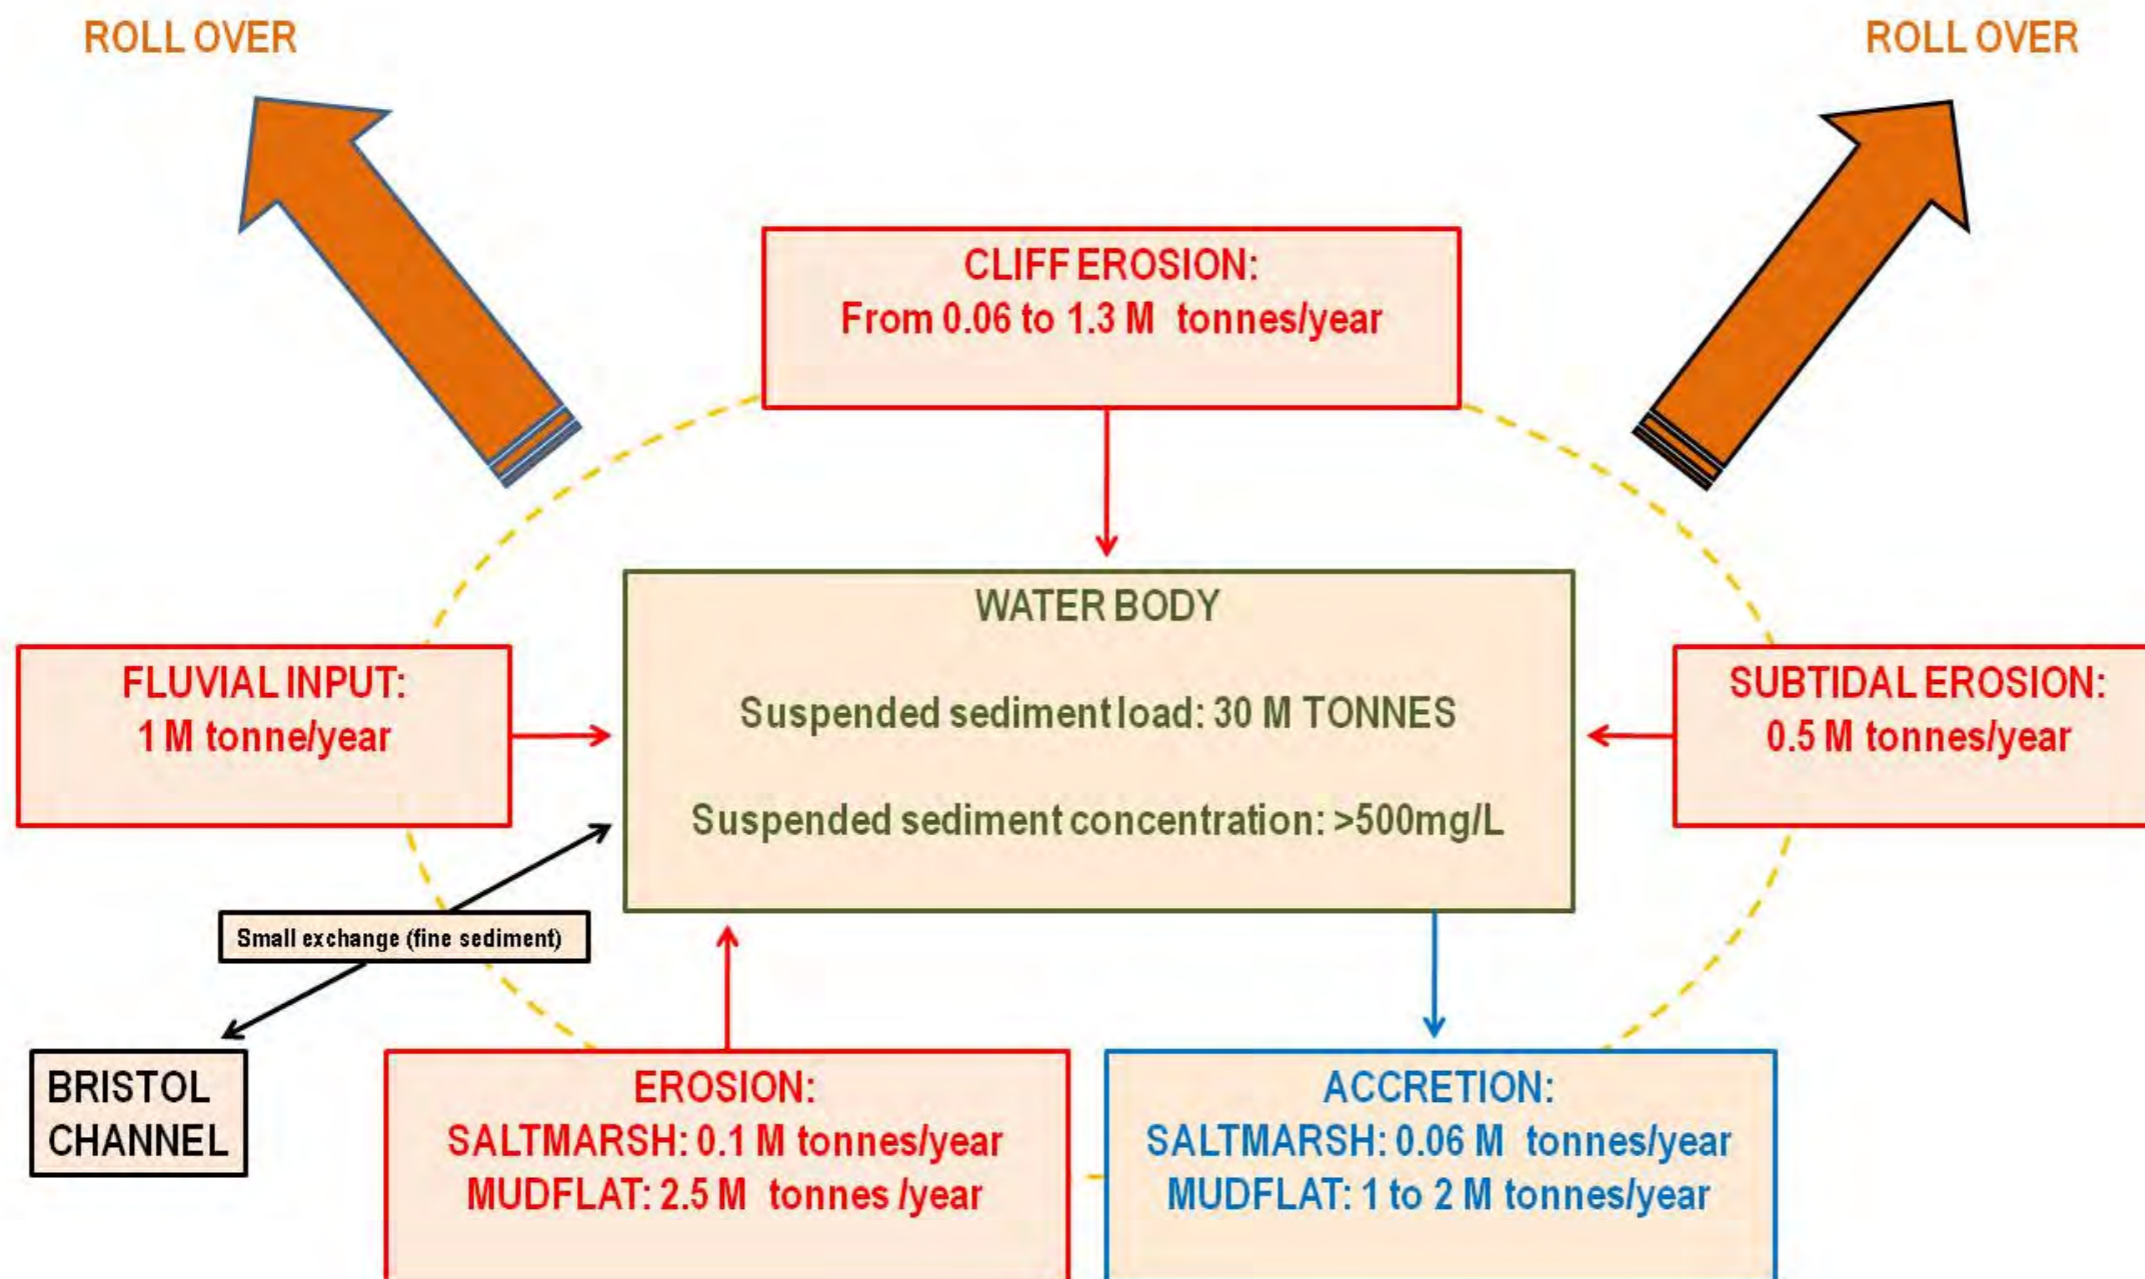 ROLL OVER
ROLL OVER
CLIFF EROSION:
From 0.06 to 1.3 M tonnes/year
WATER BODY
Suspended sediment load: 30 M TONNES
Suspended sediment concentration: >500mg/L
FLUVIAL INPUT:
1 M tonne/year
SUBTIDAL EROSION:
0.5 M tonnes/year
Small exchange (fine sediment)
BRISTOL
CHANNEL
EROSION:
SALTMARSH: 0.1 M tonnes/year
MUDFLAT: 2.5 M tonnes /year
ACCRETION:
SALTMARSH: 0.06 M tonnes/year
MUDFLAT: 1 to 2 M tonnes/year